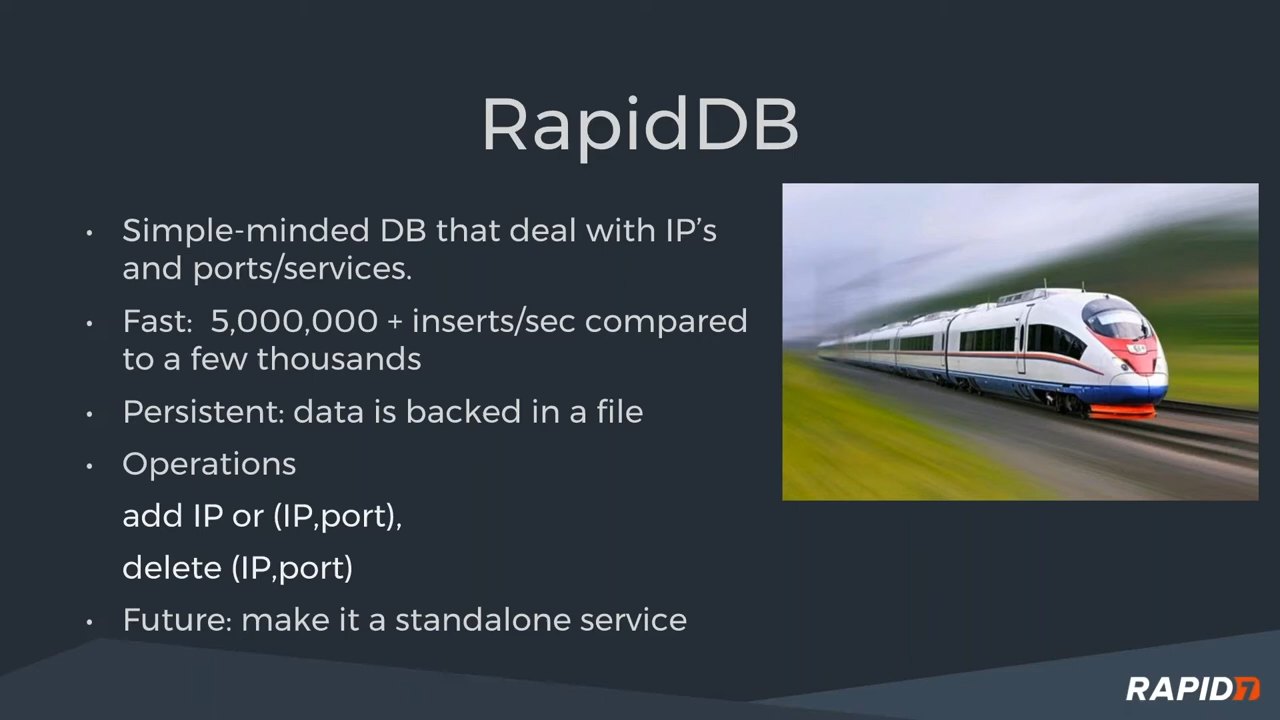 RapidDB
• Simple-minded DB that deal with IP's
and ports/services.
• Fast:  5,000,000 + inserts/sec compared
to a few thousands
• Persistent: data is backed in a file
• Operations
add IP or (IP,port),
delete (IP,port)
• Future: make it a standalone service
RAPID7